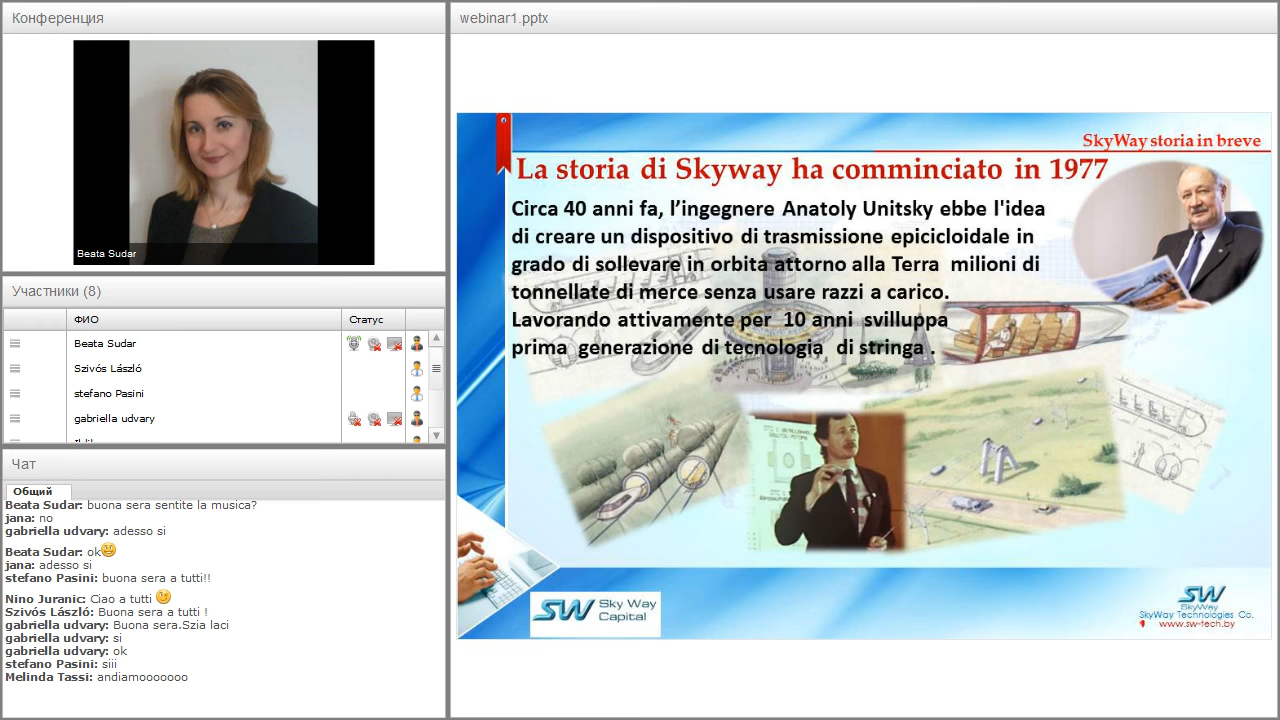 Конференция
Beata Sudar
Участники (8)
ФИО Статус
Beata Sudar
Szivós László
stefano Pasini
gabriella udvary
Чат
Общий
Beata Sudar: buona sera sentite la musica?
jana: no
gabriella udvary: adesso si
Beata Sudar: ok
jana: adesso si
stefano Pasini: buona sera a tutti!!
Nino Juranic: Ciao a tutti
Szivós László: Buona sera a tutti !
gabriella udvary: Buona sera.Szia laci
gabriella udvary: si
gabriella udvary: ok
stefano Pasini: siii
Melinda Tassi: andiamooooooo
webinar1.pptx
SkyWay storia in breve
La storia di Skyway ha comminciato in 1977
Circa 40 anni fa, l’ingegnere Anatoly Unitsky ebbe l'idea
di creare un dispositivo di trasmissione epicicloidale in
grado di sollevare in orbita attorno alla Terra milioni di
tonnellate di merce senza usare razzi a carico.
Lavorando attivamente per 10 anni svilluppa
prima generazione di tecnologia di stringa .
SW Sky Way
Capital
SW
SkyWay
SkyWay Technologies Co.
www.sw-tech.by